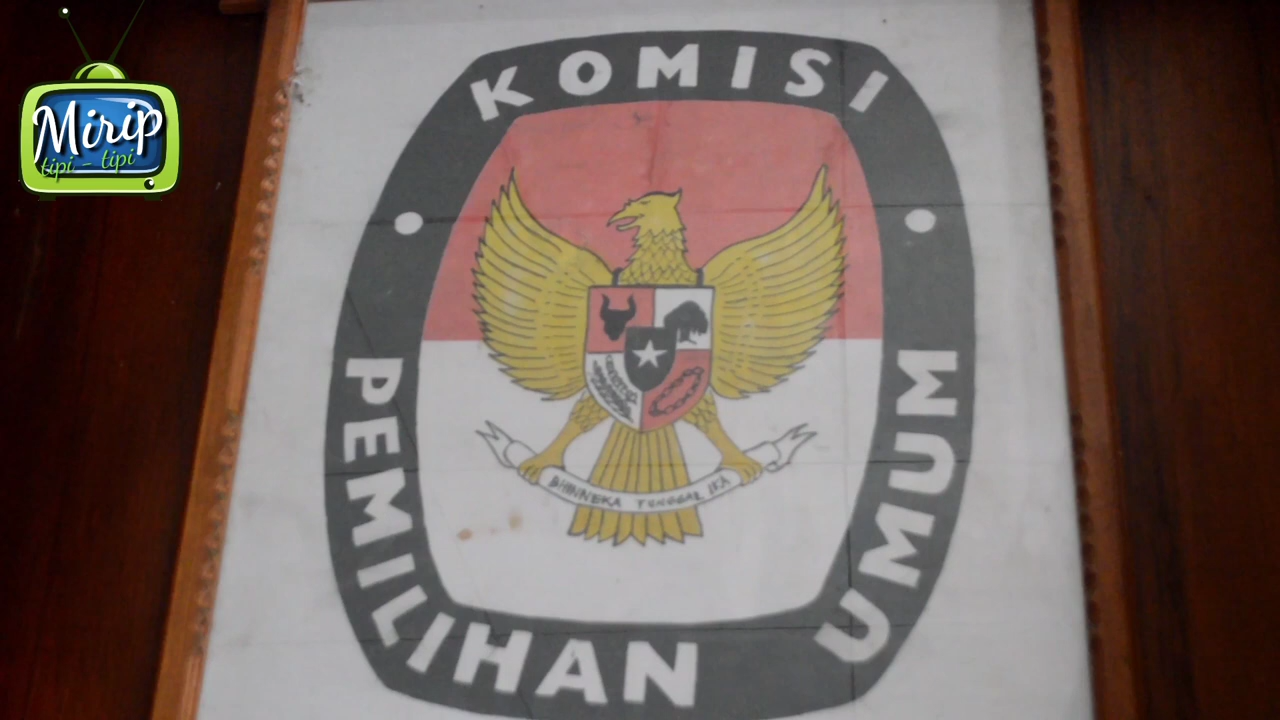 Mirip
tipi - tipi
KOMISI
PEMILIHAN UMUM
BHINNEKA TUNGGAL IKA